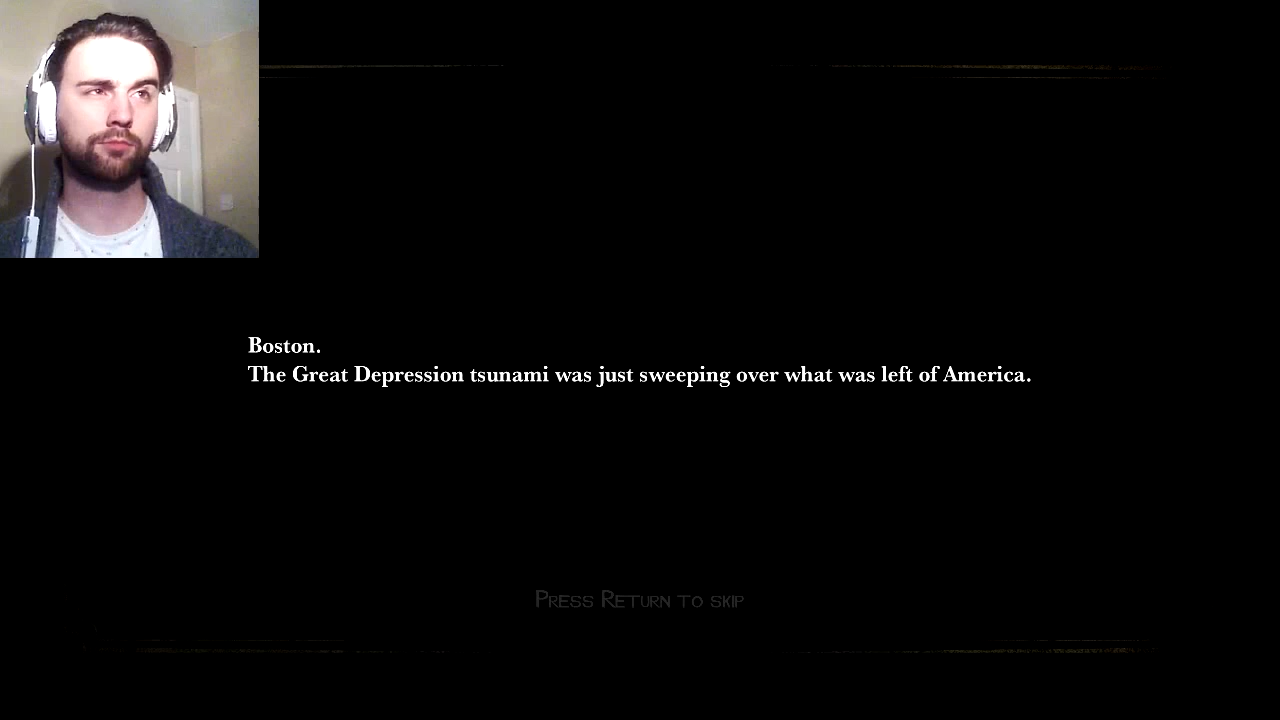 Boston.
The Great Depression tsunami was just sweeping over what was left of America.
Press Return to skip